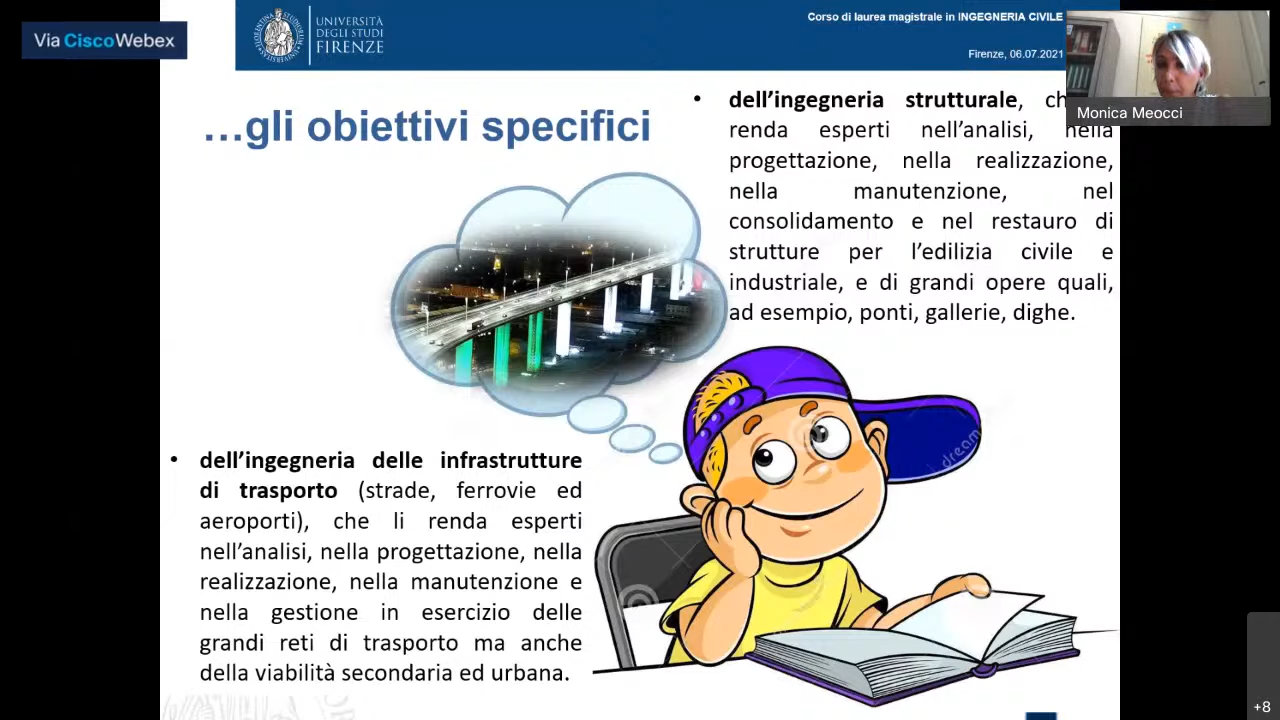 Via Cisco Webex
UNIVERSITÀ
DEGLI STUDI
FIRENZE
Corso di laurea magistrale in INGEGNERIA CIVILE
Firenze, 06.07.2021
Monica Meocci
…gli obiettivi specifici
• dell’ingegneria strutturale,
renda esperti nell’analisi, nella
progettazione, nella realizzazione,
nella manutenzione, nel
consolidamento e nel restauro di
strutture per l’edilizia civile e
industriale, e di grandi opere quali,
ad esempio, ponti, gallerie, dighe.
• dell’ingegneria delle infrastrutture
di trasporto (strade, ferrovie ed
aeroporti), che li renda esperti
nell’analisi, nella progettazione, nella
realizzazione, nella manutenzione e
nella gestione in esercizio delle
grandi reti di trasporto ma anche
della viabilità secondaria ed urbana.
dream
+8